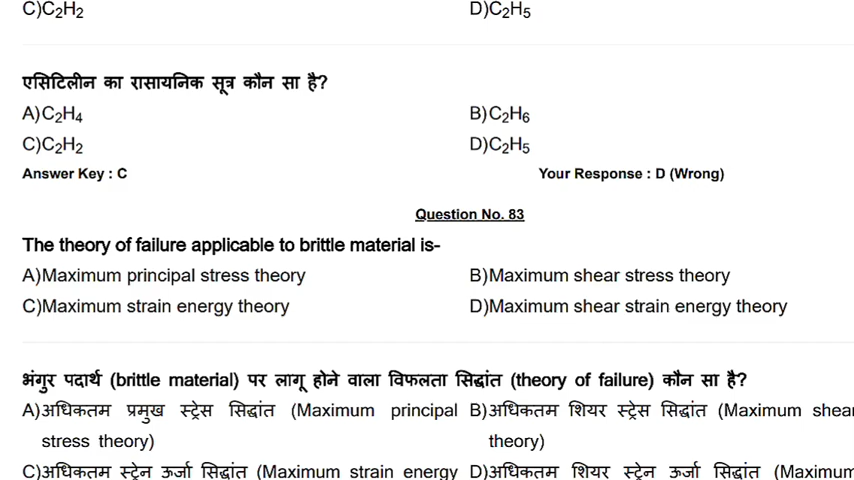 C)C₂H₂ D)C₂H₅
एसिटिलीन का रासायनिक सूत्र कौन सा है?
A)C₂H₄ B)C₂H₆
C)C₂H₂ D)C₂H₅
Answer Key : C Your Response : D (Wrong)
Question No. 83
The theory of failure applicable to brittle material is-
A)Maximum principal stress theory B)Maximum shear stress theory
C)Maximum strain energy theory D)Maximum shear strain energy theory
भंगुर पदार्थ (brittle material) पर लागू होने वाला विफलता सिद्धांत (theory of failure) कौन सा है?
A)अधिकतम प्रमुख स्ट्रेस सिद्धांत (Maximum principal B)अधिकतम शियर स्ट्रेस सिद्धांत (Maximum shear
stress theory) theory)
C)अधिकतम स्ट्रेन ऊर्जा सिद्धांत (Maximum strain energy D)अधिकतम शियर स्ट्रेन ऊर्जा सिद्धांत (Maximum